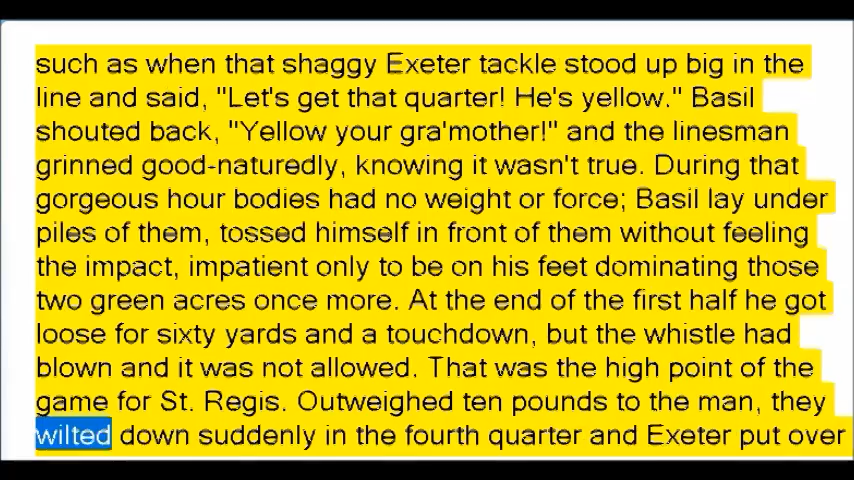 such as when that shaggy Exeter tackle stood up big in the
line and said, "Let's get that quarter! He's yellow." Basil
shouted back, "Yellow your gra'mother!" and the linesman
grinned good-naturedly, knowing it wasn't true. During that
gorgeous hour bodies had no weight or force; Basil lay under
piles of them, tossed himself in front of them without feeling
the impact, impatient only to be on his feet dominating those
two green acres once more. At the end of the first half he got
loose for sixty yards and a touchdown, but the whistle had
blown and it was not allowed. That was the high point of the
game for St. Regis. Outweighed ten pounds to the man, they
wilted down suddenly in the fourth quarter and Exeter put over